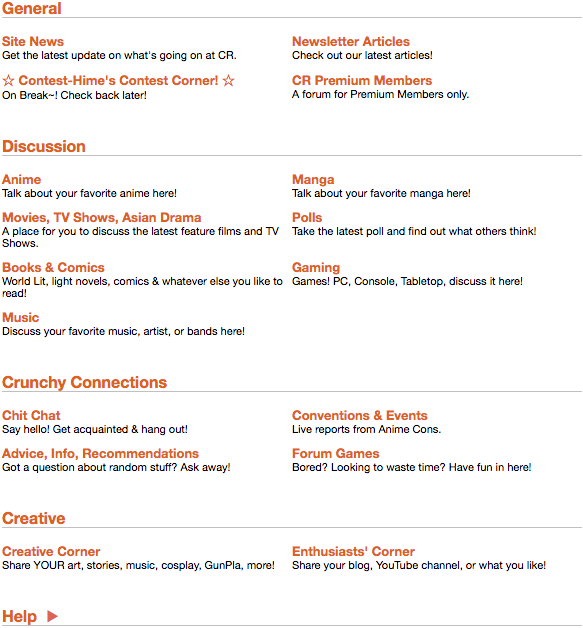 General
Site News
Get the latest update on what's going on at CR.
Newsletter Articles
Check out our latest articles!
☆ Contest-Hime's Contest Corner! ☆
On Break~! Check back later!
CR Premium Members
A forum for Premium Members only.
Discussion
Anime
Talk about your favorite anime here!
Manga
Talk about your favorite manga here!
Movies, TV Shows, Asian Drama
A place for you to discuss the latest feature films and TV
Shows.
Polls
Take the latest poll and find out what others think!
Books & Comics
World Lit, light novels, comics & whatever else you like to
read!
Gaming
Games! PC, Console, Tabletop, discuss it here!
Music
Discuss your favorite music, artist, or bands here!
Crunchy Connections
Chit Chat
Say hello! Get acquainted & hang out!
Conventions & Events
Live reports from Anime Cons.
Advice, Info, Recommendations
Got a question about random stuff? Ask away!
Forum Games
Bored? Looking to waste time? Have fun in here!
Creative
Creative Corner
Share YOUR art, stories, music, cosplay, GunPla, more!
Enthusiasts' Corner
Share your blog, YouTube channel, or what you like!
Help ▶